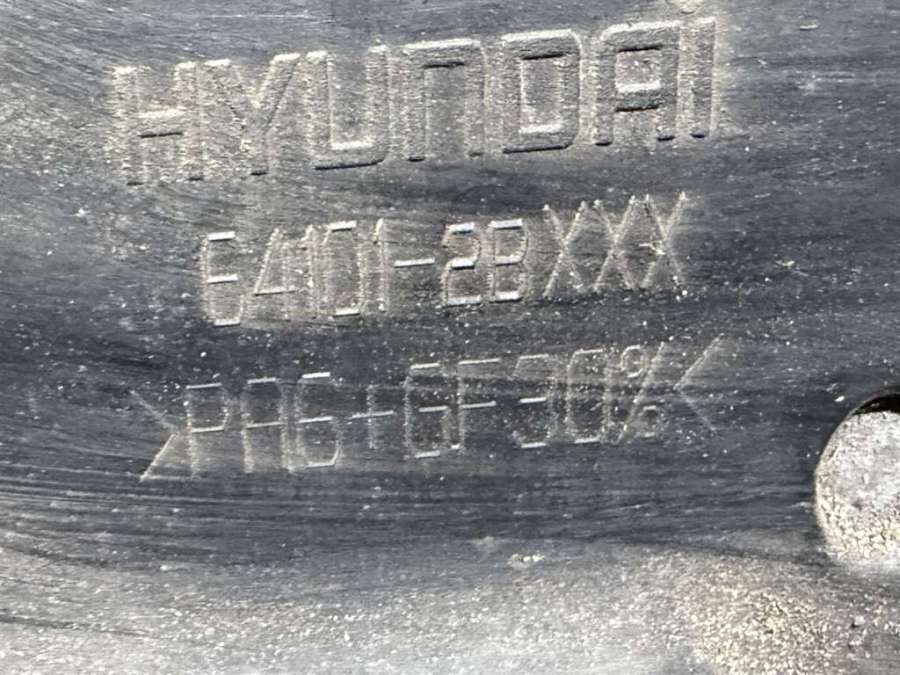 HYUNDAI
64101-2BXXX
>PA6+GF30%<